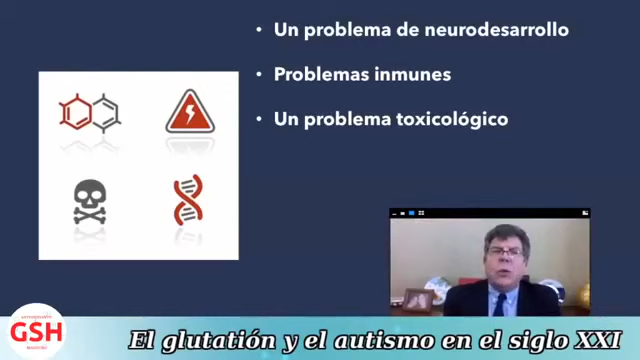 • Un problema de neurodesarrollo
• Problemas inmunes
• Un problema toxicológico
GSH
El glutatión y el autismo en el siglo XXI